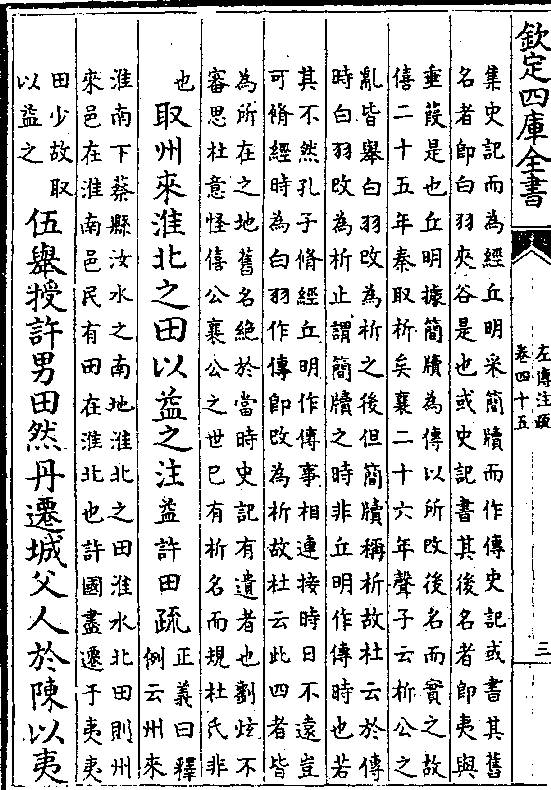 欽定四庫全書
左傳注疏
卷四十五
三
集史記而為經丘明采簡牘而作傳史記或書其舊
名者即白羽夾谷是也或史記書其後名者即夷與
垂葭是也丘明據簡牘為傳以所攺後名而實之故
僖二十五年秦取析矣襄二十六年聲子云析公之
亂皆舉白羽攺為析之後但簡牘稱析故杜云於傳
時白羽攺為析止謂簡牘之時非丘明作傳時也若
其不然孔子脩經丘明作傳事相連接時日不遠豈
可脩經時為白羽作傳即攺為析故杜云此四者皆
為所在之地舊名絶於當時史記有遺者也劉炫不
審思杜意怪僖公襄公之世已有析名而規杜氏非
也
取州來淮北之田以益之注益許田疏
正義曰釋
例云州來
淮南下蔡縣汝水之南地淮北之田淮水北田則州
來邑在淮南邑民有田在淮北也許國盡遷于夷夷
田少故取
以益之
伍舉授許男田然丹遷城父人於陳以夷